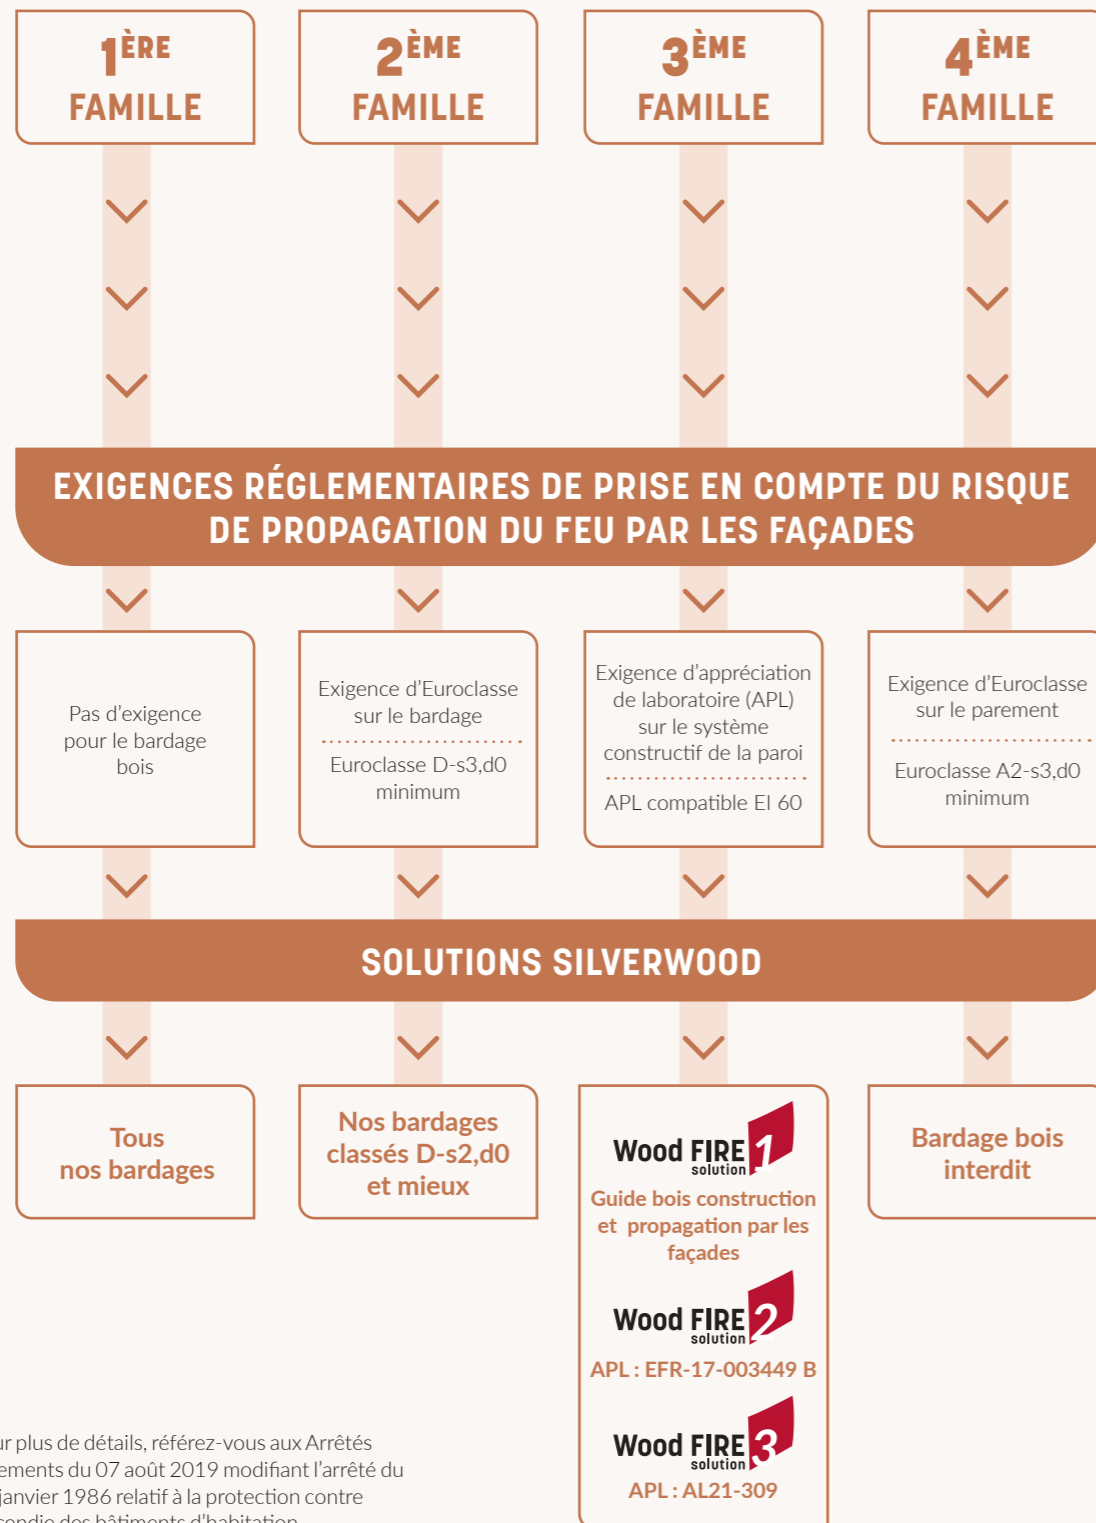 1ÈRE
FAMILLE
2ÈME
FAMILLE
3ÈME
FAMILLE
4ÈME
FAMILLE
EXIGENCES RÉGLEMENTAIRES DE PRISE EN COMPTE DU RISQUE
DE PROPAGATION DU FEU PAR LES FAÇADES
Pas d’exigence
pour le bardage
bois
Exigence d’Euroclasse
sur le bardage
Euroclasse D-s3,d0
minimum
Exigence d’appréciation
de laboratoire (APL)
sur le système
constructif de la paroi
APL compatible EI 60
Exigence d’Euroclasse
sur le parement
Euroclasse A2-s3,d0
minimum
SOLUTIONS SILVERWOOD
Tous
nos bardages
Nos bardages
classés D-s2,d0
et mieux
Wood FIRE 1
solution
Guide bois construction
et propagation par les
façades
Wood FIRE 2
solution
APL : EFR-17-003449 B
Wood FIRE 3
solution
APL : AL21-309
Bardage bois
interdit
plus de détails, référez-vous aux Arrêtés
du 07 août 2019 modifiant l’arrêté du
janvier 1986 relatif à la protection contre
des bâtiments d’habitation